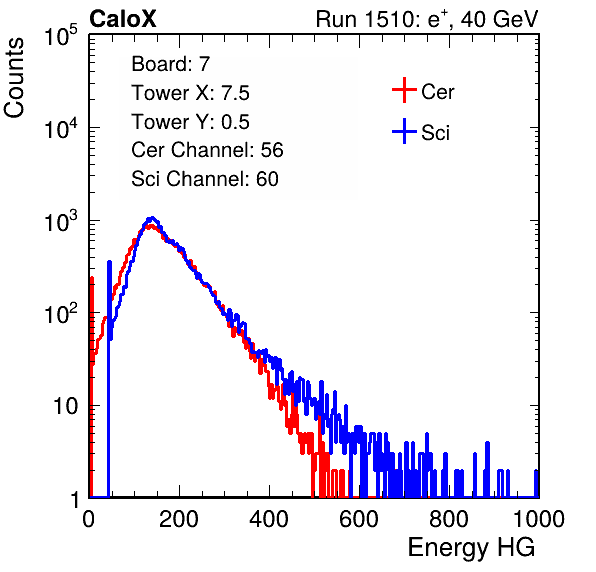 CaloX Run 1510: e⁺, 40 GeV
Counts
Board: 7
Tower X: 7.5
Tower Y: 0.5
Cer Channel: 56
Sci Channel: 60
Cer
Sci
10⁵
10⁴
10³
10²
10
1
0 200 400 600 800 1000
Energy HG